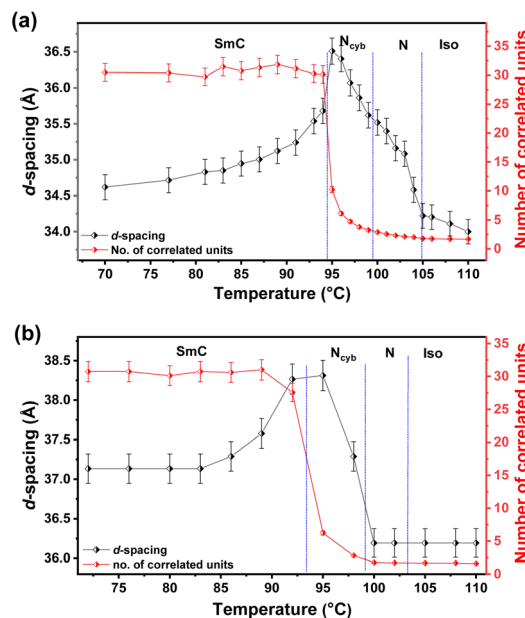 (a)
SmC N_cyb N Iso
36.5
36.0
35.5
35.0
34.5
34.0
d-spacing (Å)
35
30
25
20
15
10
5
0
Number of correlated units
d-spacing
No. of correlated units
70 75 80 85 90 95 100 105 110
Temperature (°C)
(b)
SmC N_cyb N Iso
38.5
38.0
37.5
37.0
36.5
36.0
d-spacing (Å)
35
30
25
20
15
10
5
0
Number of correlated units
d-spacing
no. of correlated units
75 80 85 90 95 100 105 110
Temperature (°C)